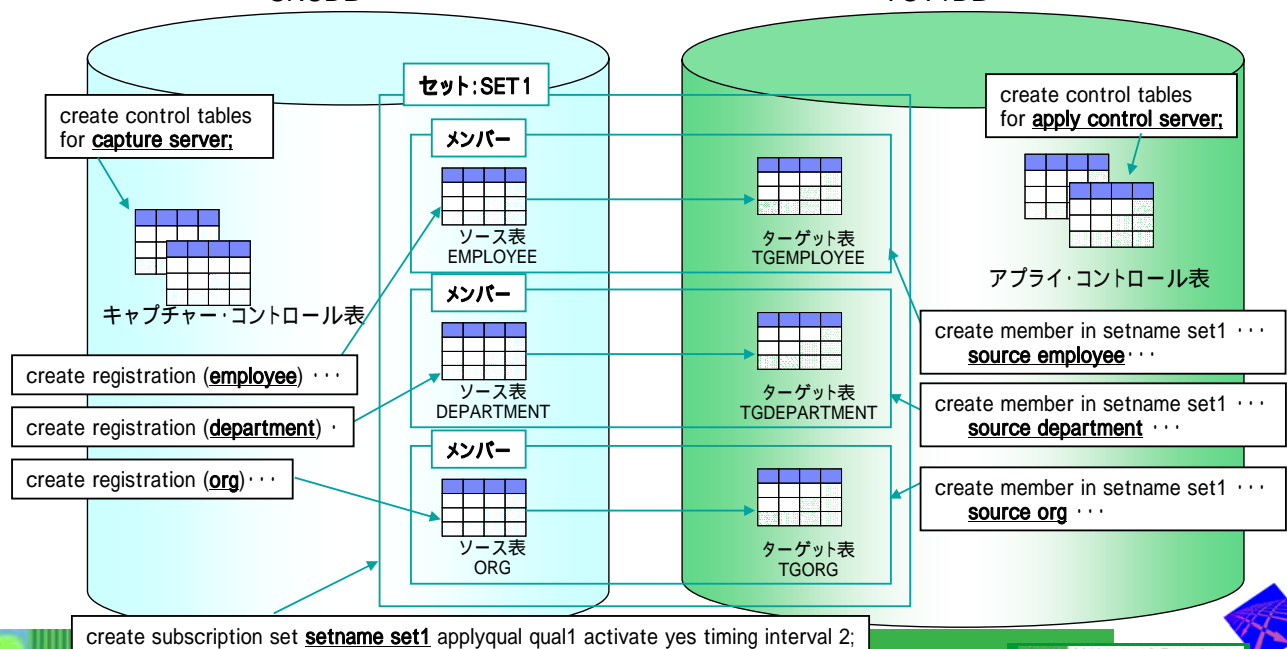 セット:SET1
create control tables
for capture server;
create control tables
for apply control server;
メンバー
ソース表
EMPLOYEE
ターゲット表
TGEMPLOYEE
キャプチャー・コントロール表
アプライ・コントロール表
メンバー
ソース表
DEPARTMENT
ターゲット表
TGDEPARTMENT
create registration (employee) ・・・
create registration (department) ・
create registration (org)・・・
create member in setname set1 ・・・
source employee・・・
create member in setname set1 ・・・
source department ・・・
メンバー
ソース表
ORG
ターゲット表
TGORG
create member in setname set1 ・・・
source org ・・・
create subscription set setname set1 applyqual qual1 activate yes timing interval 2;